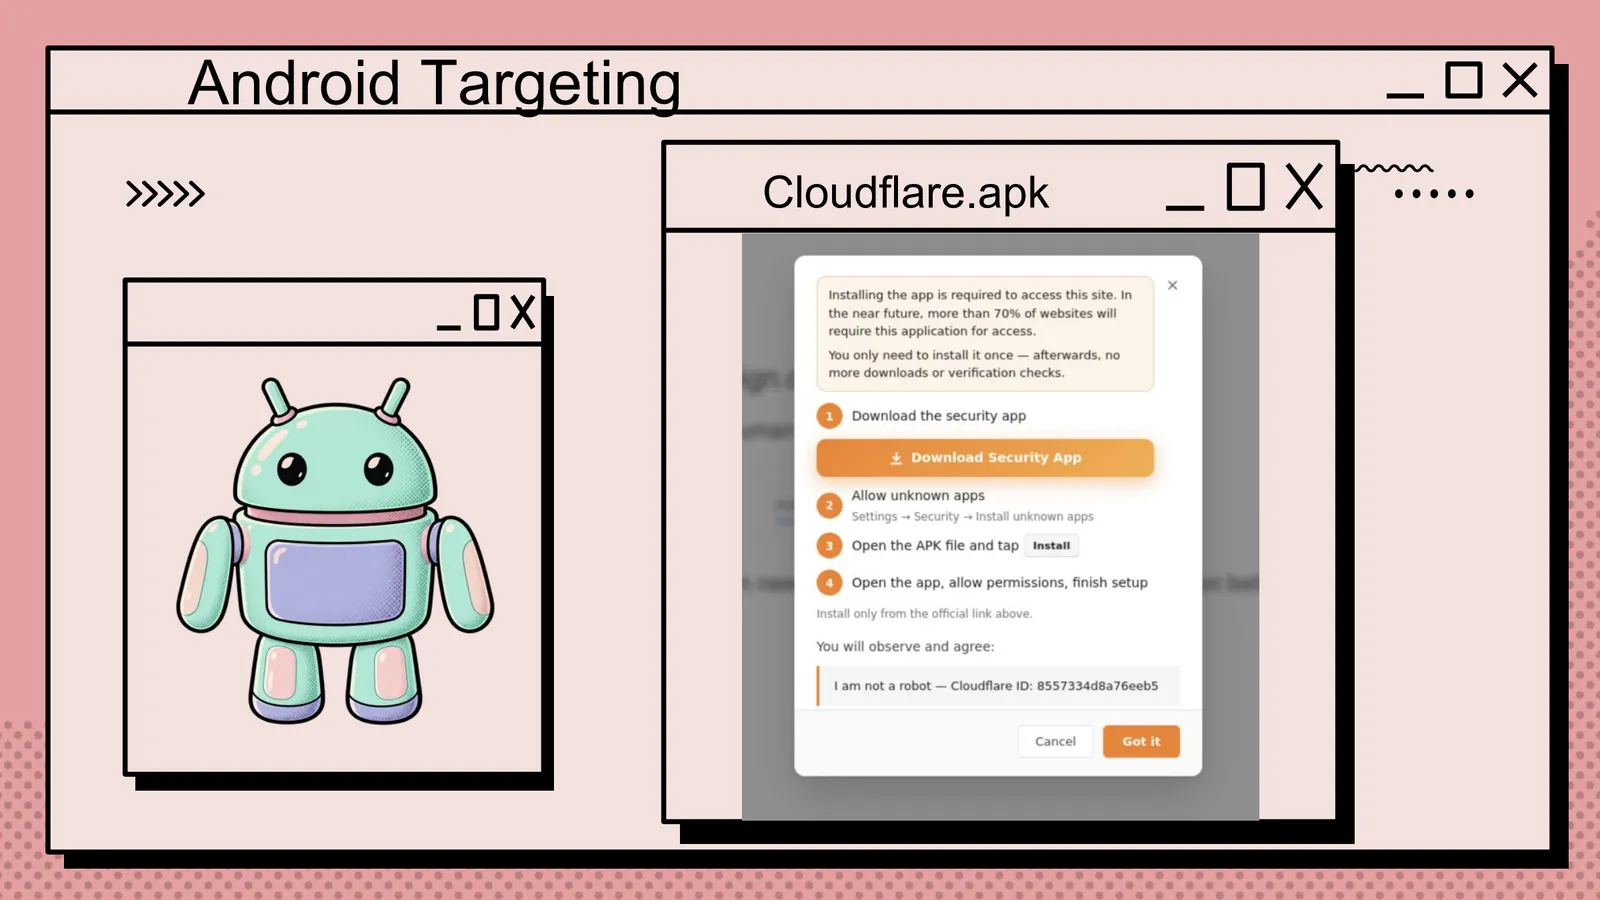 Android Targeting
Cloudflare.apk
Installing the app is required to access this site. In
the near future, more than 70% of websites will
require this application for access.
You only need to install it once — afterwards, no
more downloads or verification checks.
1 Download the security app
Download Security App
2 Allow unknown apps
Settings → Security → Install unknown apps
3 Open the APK file and tap Install
4 Open the app, allow permissions, finish setup
Install only from the official link above.
You will observe and agree:
I am not a robot — Cloudflare ID: 8557334d8a76eeb5
Cancel Got it